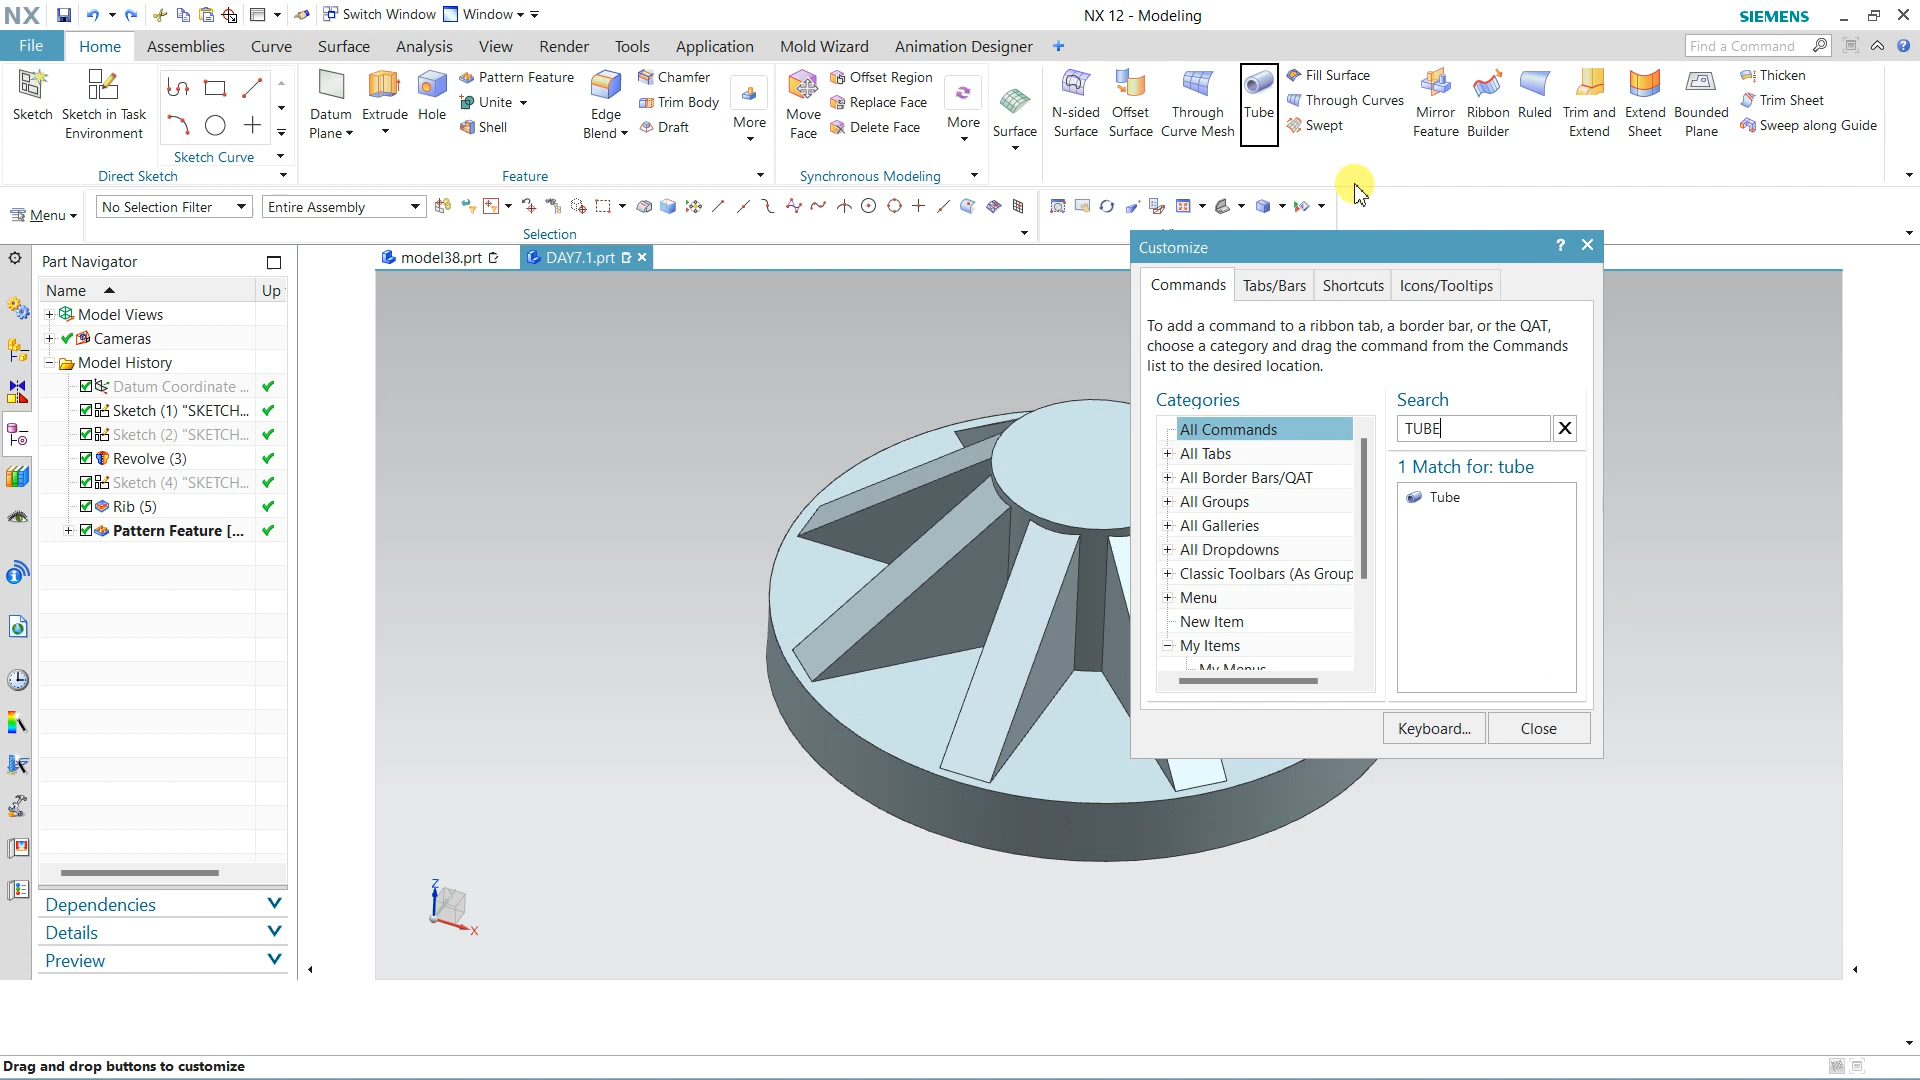 NX Switch Window Window NX 12 - Modeling SIEMENS
File Home Assemblies Curve Surface Analysis View Render Tools Application Mold Wizard Animation Designer Find a Command
Sketch
Sketch in Task
Environment
Sketch Curve
Direct Sketch
Datum
Plane
Extrude
Hole
Pattern Feature
Unite
Shell
Edge
Blend
Chamfer
Trim Body
Draft
More
Feature
Move
Face
Offset Region
Replace Face
Delete Face
More
Synchronous Modeling
Surface
N-sided
Surface
Offset
Surface
Through
Curve Mesh
Tube
Fill Surface
Through Curves
Swept
Mirror
Feature
Ribbon
Builder
Ruled
Trim and
Extend
Extend
Sheet
Bounded
Plane
Thicken
Trim Sheet
Sweep along Guide
Menu No Selection Filter Entire Assembly
Selection
Part Navigator
Name Up
Model Views
Cameras
Model History
Datum Coordinate ...
Sketch (1) "SKETCH...
Sketch (2) "SKETCH...
Revolve (3)
Sketch (4) "SKETCH...
Rib (5)
Pattern Feature [...
Dependencies
Details
Preview
model38.prt DAY7.1.prt
Z
X
Customize ?
Commands Tabs/Bars Shortcuts Icons/Tooltips
To add a command to a ribbon tab, a border bar, or the QAT,
choose a category and drag the command from the Commands
list to the desired location.
Categories
All Commands
All Tabs
All Border Bars/QAT
All Groups
All Galleries
All Dropdowns
Classic Toolbars (As Group
Menu
New Item
My Items
My Menus
Search
TUBE
1 Match for: tube
Tube
Keyboard... Close
Drag and drop buttons to customize